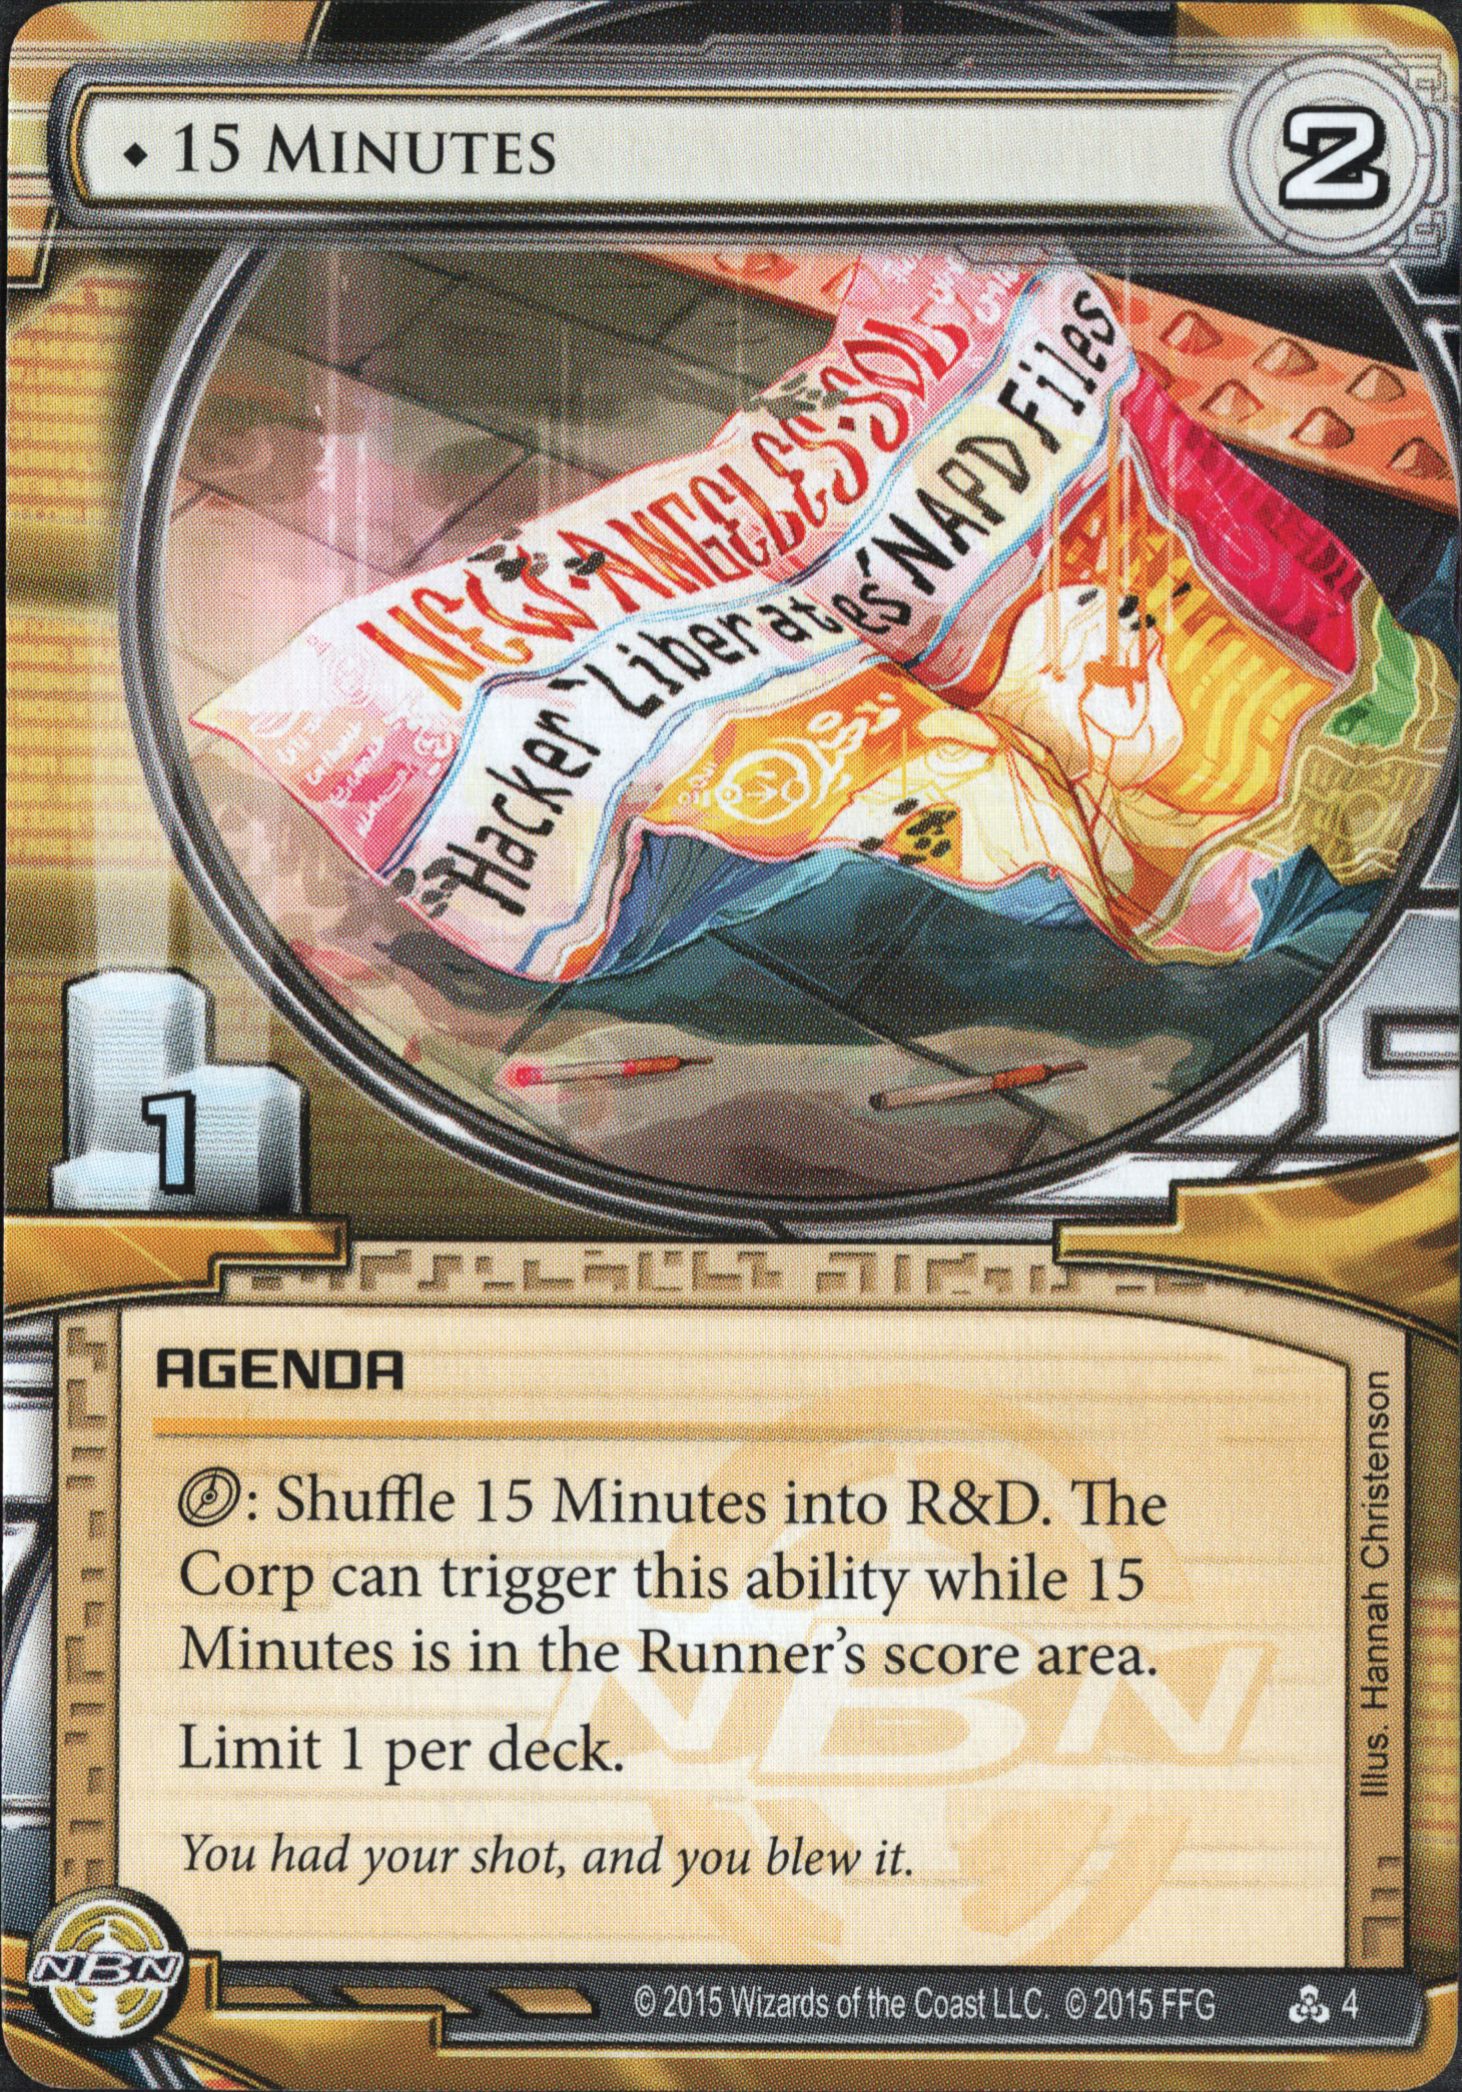 ◆ 15 MINUTES
2
NEW·ANGELES·SOL
Hacker 'Liberates' NAPD Files
1
AGENDA
: Shuffle 15 Minutes into R&D. The
Corp can trigger this ability while 15
Minutes is in the Runner's score area.
Limit 1 per deck.
You had your shot, and you blew it.
Illus. Hannah Christenson
NBN
NBN
© 2015 Wizards of the Coast LLC. © 2015 FFG
4